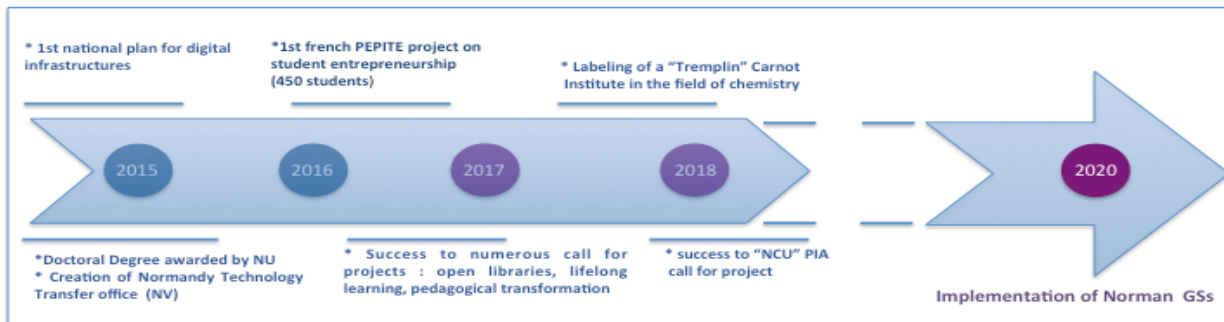 * 1st national plan for digital
infrastructures
*1st french PEPITE project on
student entrepreneurship
(450 students)
* Labeling of a “Tremplin” Carnot
Institute in the field of chemistry
2015
2016
2017
2018
2020
*Doctoral Degree awarded by NU
* Creation of Normandy Technology
Transfer office (NV)
* Success to numerous call for
projects : open libraries, lifelong
learning, pedagogical transformation
* success to “NCU” PIA
call for project
Implementation of Norman GSs